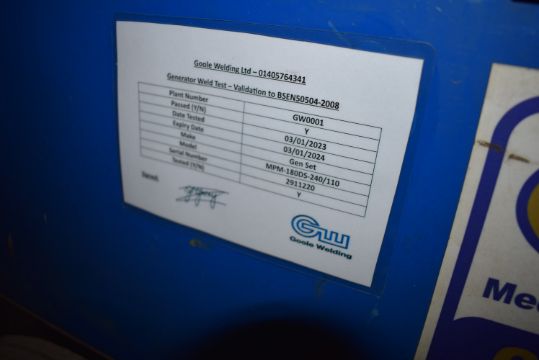 Goole Welding Ltd – 01405764341
Generator Weld Test – Validation to BSEN50504-2008
Plant Number GW0001
Passed (Y/N) Y
Date Tested 03/01/2023
Expiry Date 03/01/2024
Make Gen Set
Model MPM-180DS-240/110
Serial Number 2911220
Tested (Y/N) Y
Signed:
GW
Goole Welding
Me